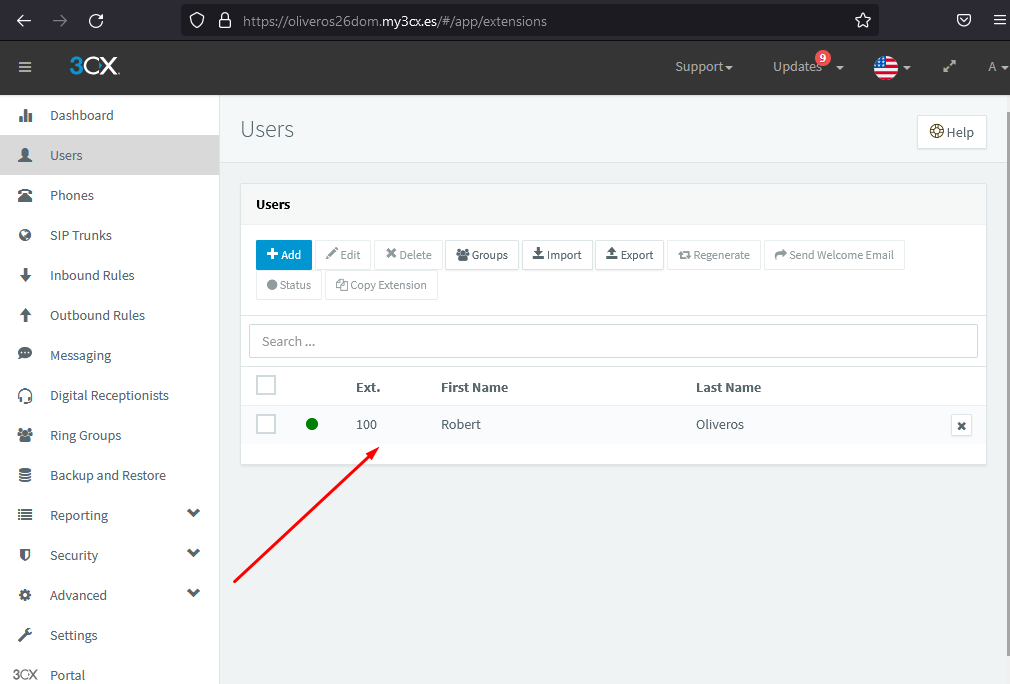 https://oliveros26dom.my3cx.es/#/app/extensions
3CX
Support
Updates 9
A
Dashboard
Users
Phones
SIP Trunks
Inbound Rules
Outbound Rules
Messaging
Digital Receptionists
Ring Groups
Backup and Restore
Reporting
Security
Advanced
Settings
3CX Portal
Users
Help
Users
Add Edit Delete Groups Import Export Regenerate Send Welcome Email
Status Copy Extension
Search ...
Ext. First Name Last Name
100 Robert Oliveros